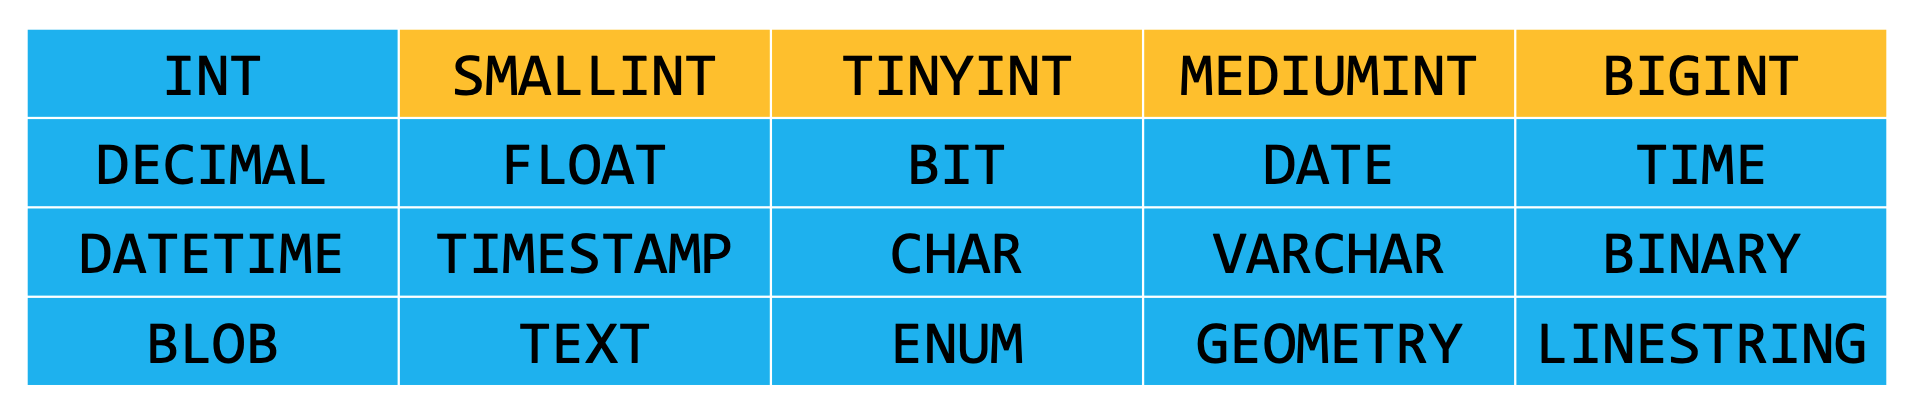 INT SMALLINT TINYINT MEDIUMINT BIGINT
DECIMAL FLOAT BIT DATE TIME
DATETIME TIMESTAMP CHAR VARCHAR BINARY
BLOB TEXT ENUM GEOMETRY LINESTRING